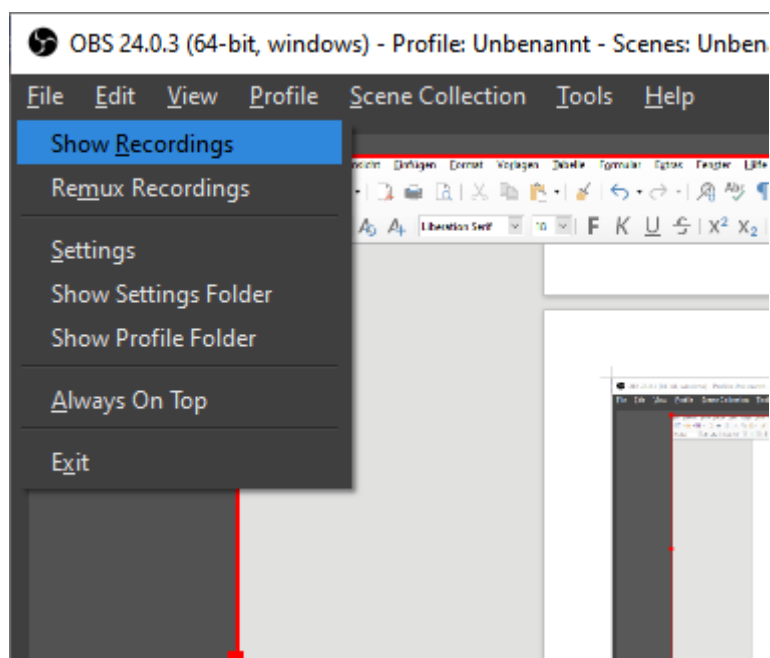 OBS 24.0.3 (64-bit, windows) - Profile: Unbenannt - Scenes: Unben
File Edit View Profile Scene Collection Tools Help
Show Recordings
Einfügen Format Vorlagen Tabelle Formular Extras Fenster
Remux Recordings
Liberation Serif 10 F K U S X² X₂
Settings
Show Settings Folder
Show Profile Folder
Always On Top
Exit